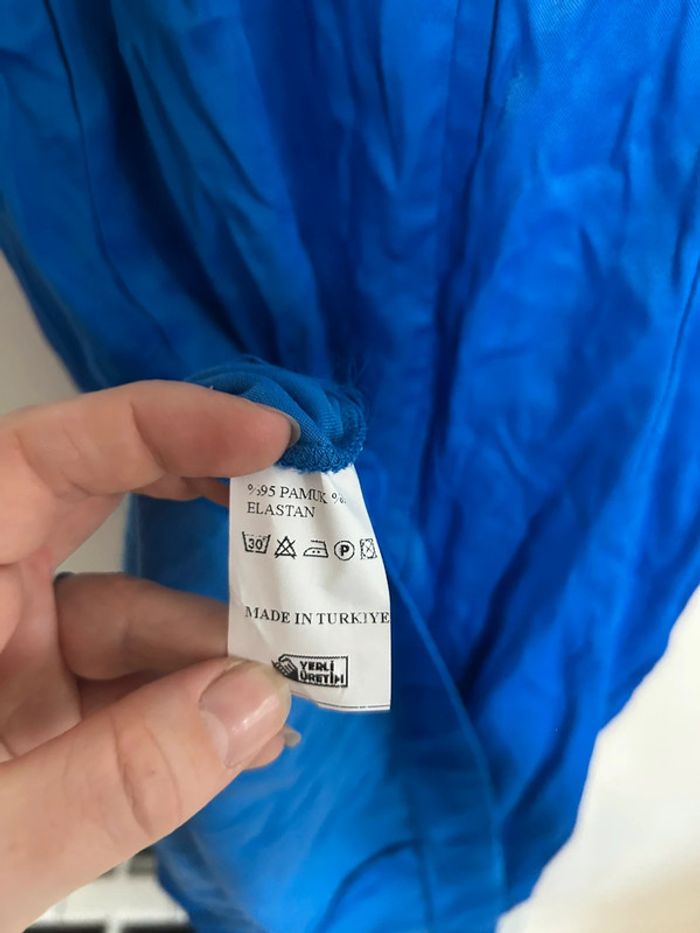 %95 PAMUK %
ELASTAN
30 P
MADE IN TURKIYE
YERLİ
ÜRETİM